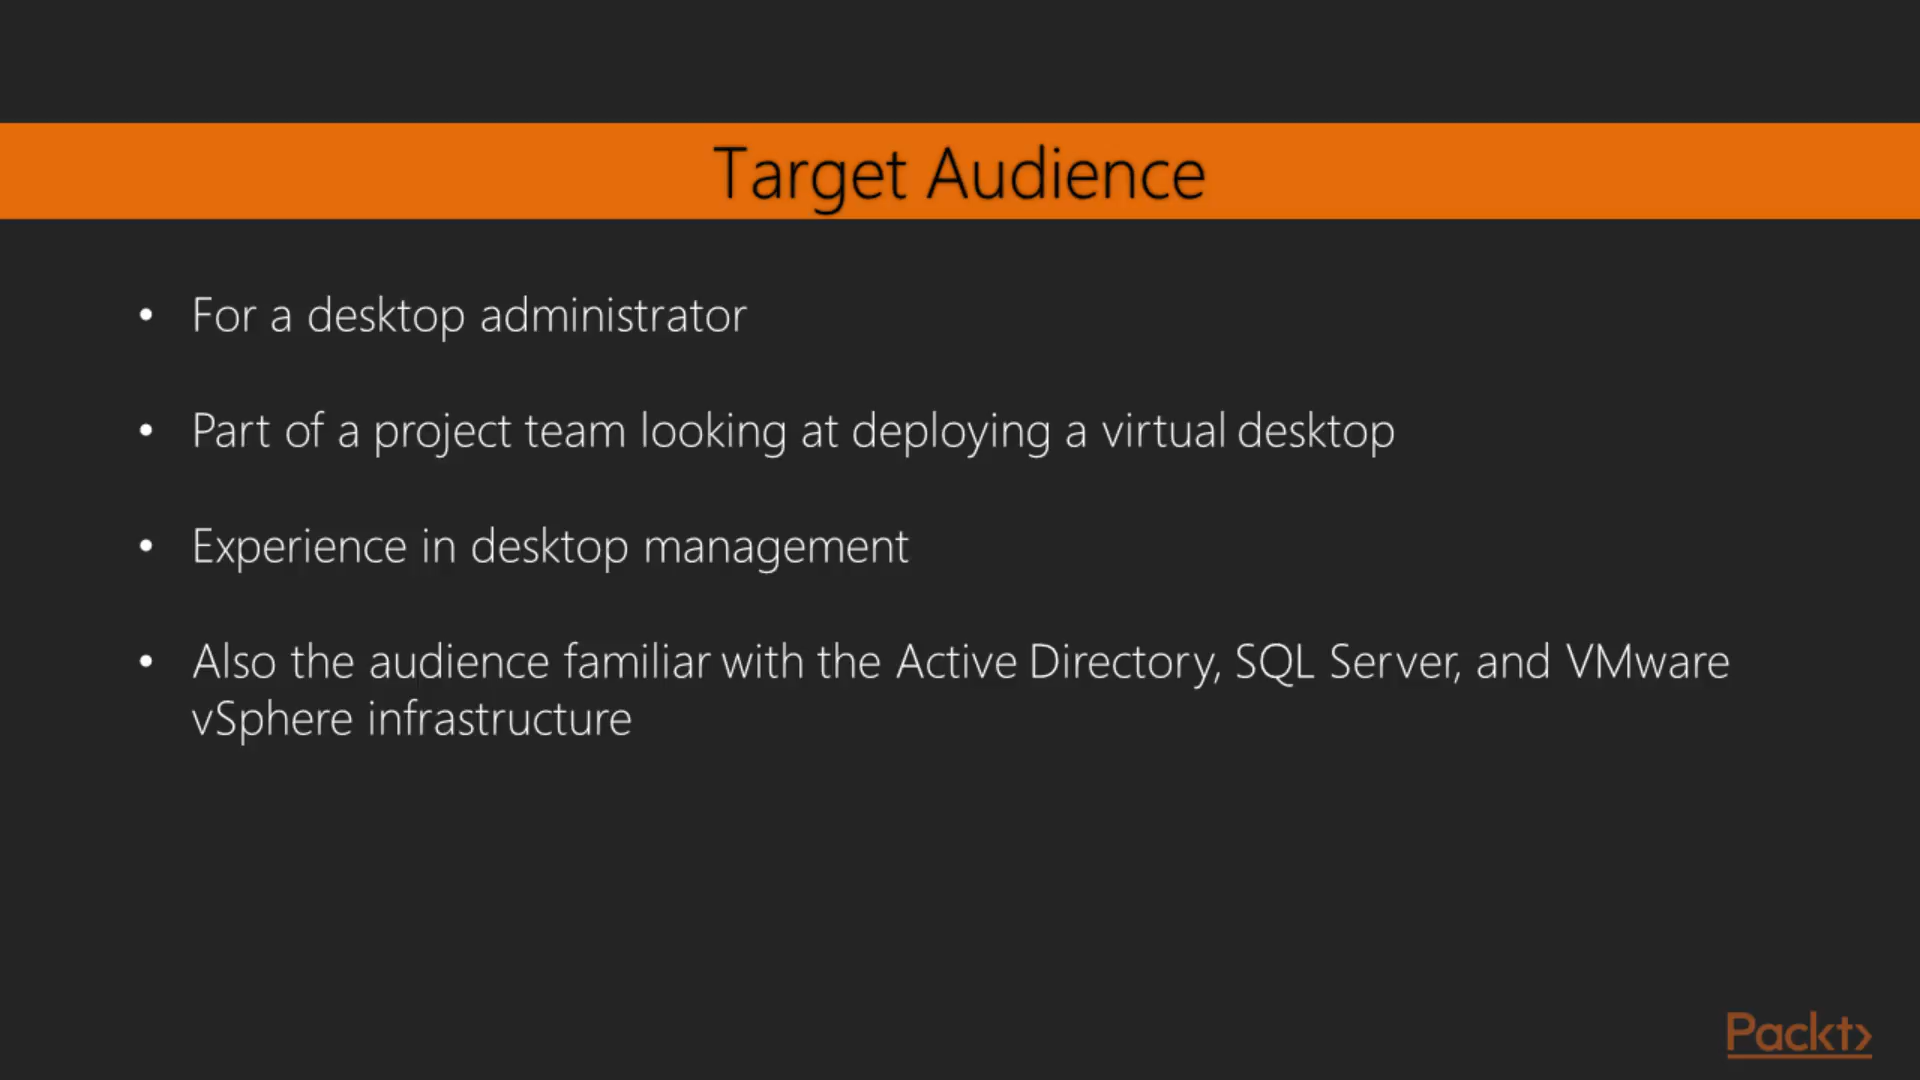 Target Audience
• For a desktop administrator
• Part of a project team looking at deploying a virtual desktop
• Experience in desktop management
• Also the audience familiar with the Active Directory, SQL Server, and VMware
vSphere infrastructure
Packt>